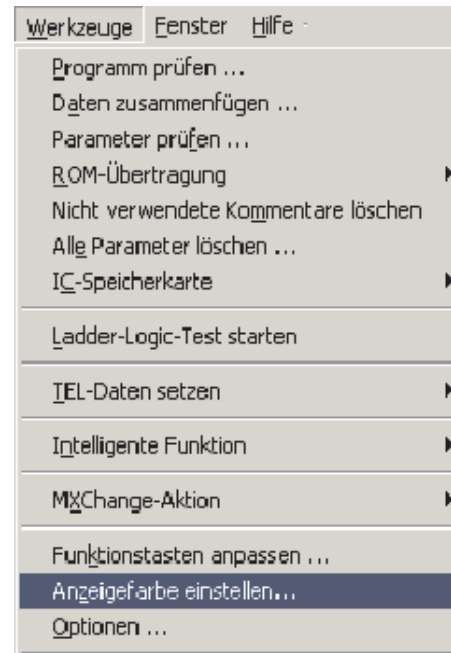 Werkzeuge Fenster Hilfe
Programm prüfen ...
Daten zusammenfügen ...
Parameter prüfen ...
ROM-Übertragung
Nicht verwendete Kommentare löschen
Alle Parameter löschen ...
IC-Speicherkarte
Ladder-Logic-Test starten
TEL-Daten setzen
Intelligente Funktion
MXChange-Aktion
Funktionstasten anpassen ...
Anzeigefarbe einstellen...
Optionen ...